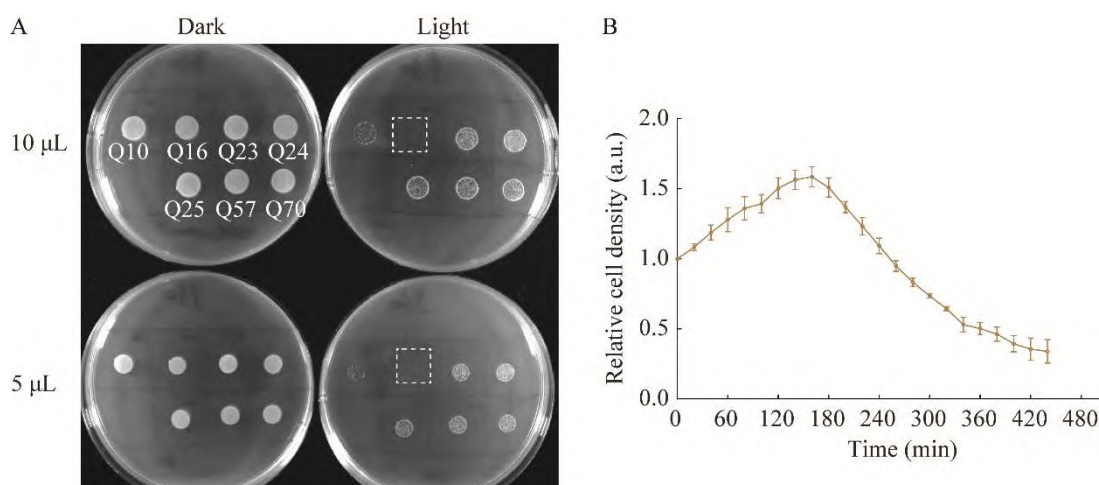 A
Dark
Light
B
10 μL
Q10 Q16 Q23 Q24
Q25 Q57 Q70
5 μL
Relative cell density (a.u.)
2.0
1.5
1.0
0.5
0.0
0 60 120 180 240 300 360 420 480
Time (min)